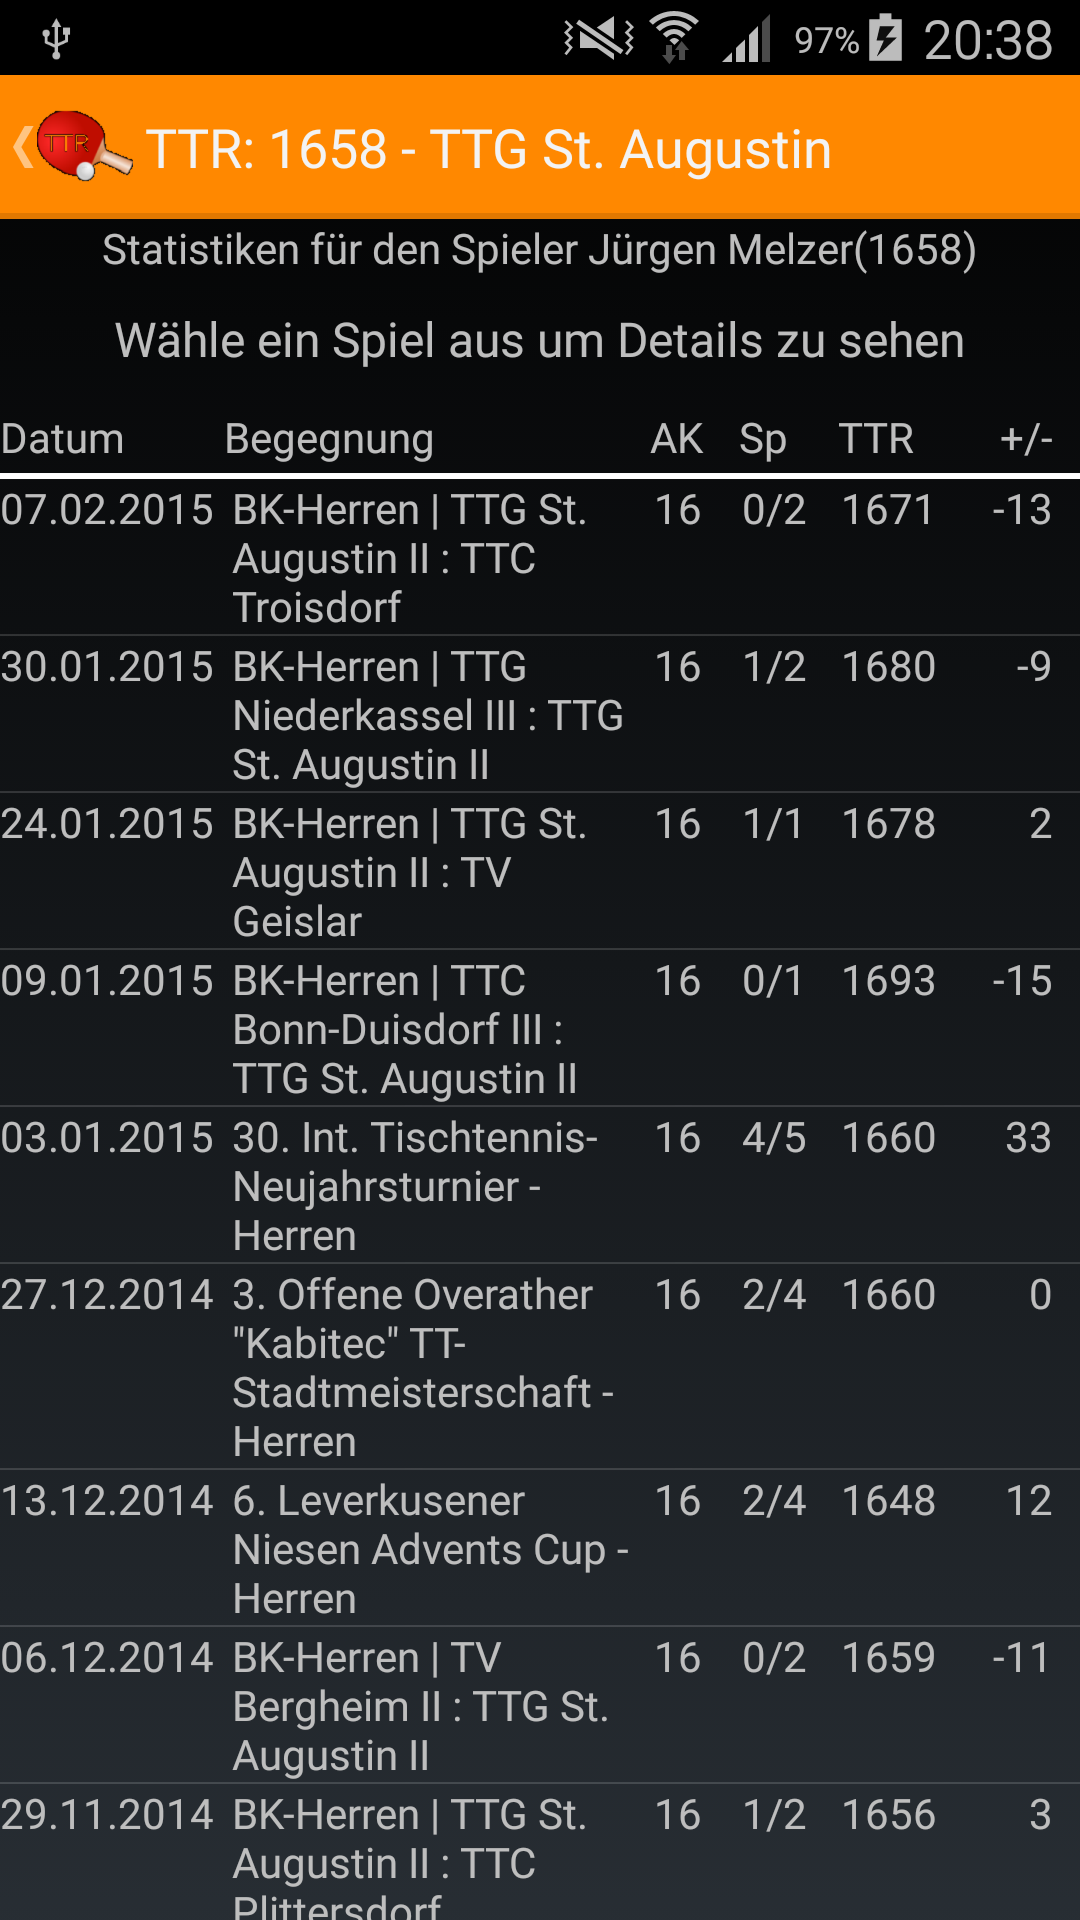 97% 20:38
TTR TTR: 1658 - TTG St. Augustin
Statistiken für den Spieler Jürgen Melzer(1658)
Wähle ein Spiel aus um Details zu sehen
Datum Begegnung AK Sp TTR +/-
07.02.2015 BK-Herren | TTG St. 16 0/2 1671 -13
Augustin II : TTC
Troisdorf
30.01.2015 BK-Herren | TTG 16 1/2 1680 -9
Niederkassel III : TTG
St. Augustin II
24.01.2015 BK-Herren | TTG St. 16 1/1 1678 2
Augustin II : TV
Geislar
09.01.2015 BK-Herren | TTC 16 0/1 1693 -15
Bonn-Duisdorf III :
TTG St. Augustin II
03.01.2015 30. Int. Tischtennis- 16 4/5 1660 33
Neujahrsturnier -
Herren
27.12.2014 3. Offene Overather 16 2/4 1660 0
"Kabitec" TT-
Stadtmeisterschaft -
Herren
13.12.2014 6. Leverkusener 16 2/4 1648 12
Niesen Advents Cup -
Herren
06.12.2014 BK-Herren | TV 16 0/2 1659 -11
Bergheim II : TTG St.
Augustin II
29.11.2014 BK-Herren | TTG St. 16 1/2 1656 3
Augustin II : TTC
Plittersdorf